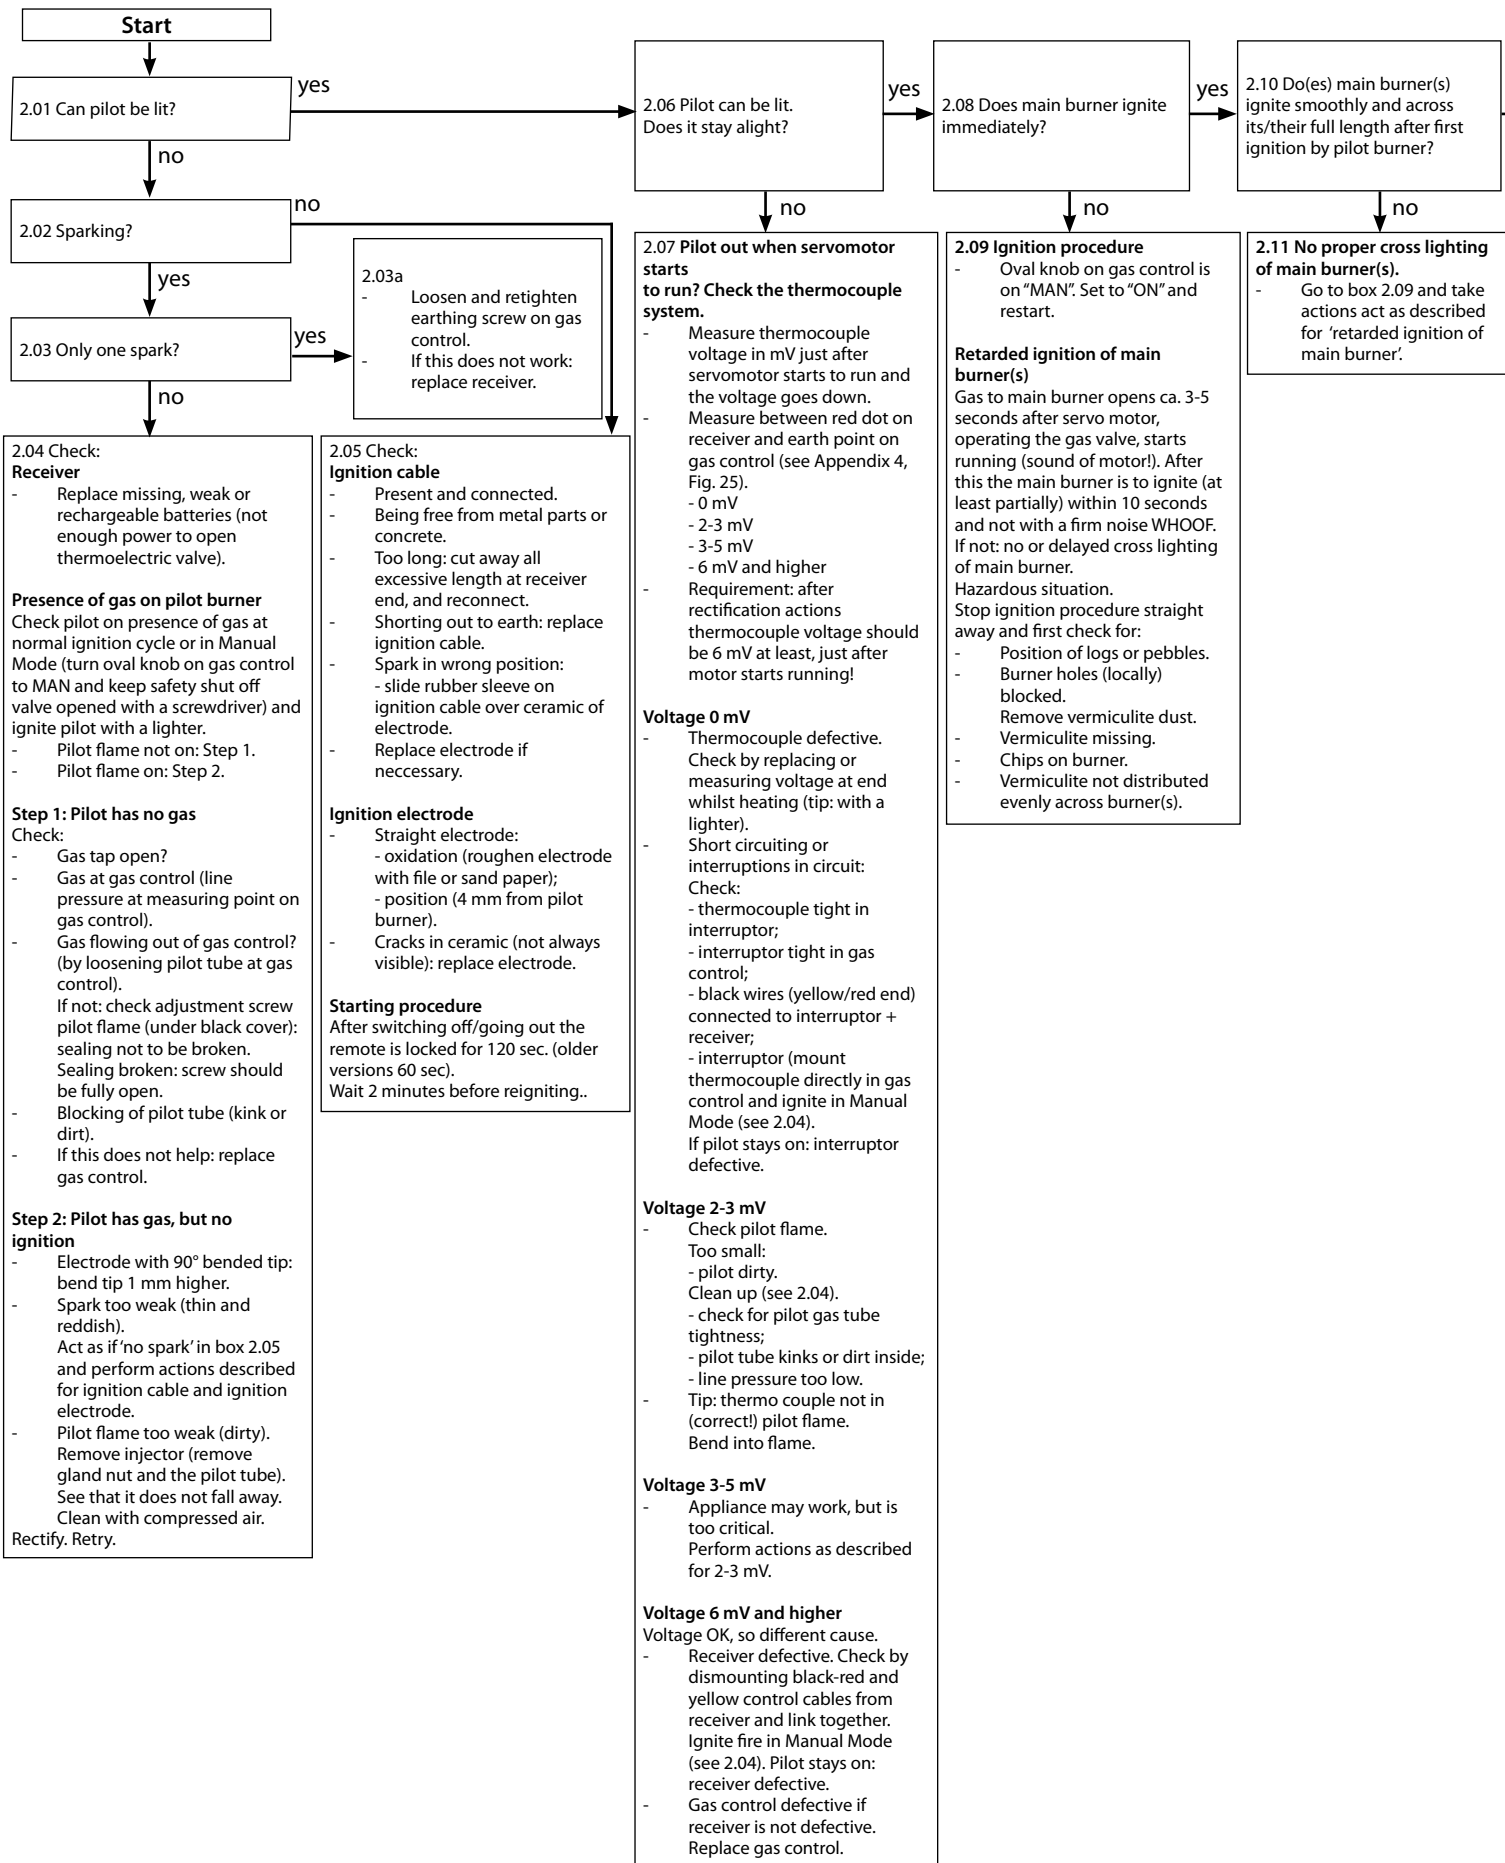 Start
2.01 Can pilot be lit?
yes
no
2.02 Sparking?
no
yes
2.03 Only one spark?
yes
no
2.03a
- Loosen and retighten
earthing screw on gas
control.
- If this does not work:
replace receiver.
2.04 Check:
Receiver
- Replace missing, weak or
rechargeable batteries (not
enough power to open
thermoelectric valve).
Presence of gas on pilot burner
Check pilot on presence of gas at
normal ignition cycle or in Manual
Mode (turn oval knob on gas control
to MAN and keep safety shut off
valve opened with a screwdriver) and
ignite pilot with a lighter.
- Pilot flame not on: Step 1.
- Pilot flame on: Step 2.
Step 1: Pilot has no gas
Check:
- Gas tap open?
- Gas at gas control (line
pressure at measuring point on
gas control).
- Gas flowing out of gas control?
(by loosening pilot tube at gas
control).
If not: check adjustment screw
pilot flame (under black cover):
sealing not to be broken.
Sealing broken: screw should
be fully open.
- Blocking of pilot tube (kink or
dirt).
- If this does not help: replace
gas control.
Step 2: Pilot has gas, but no
ignition
- Electrode with 90° bended tip:
bend tip 1 mm higher.
- Spark too weak (thin and
reddish).
Act as if ‘no spark’ in box 2.05
and perform actions described
for ignition cable and ignition
electrode.
- Pilot flame too weak (dirty).
Remove injector (remove
gland nut and the pilot tube).
See that it does not fall away.
Clean with compressed air.
Rectify. Retry.
2.05 Check:
Ignition cable
- Present and connected.
- Being free from metal parts or
concrete.
- Too long: cut away all
excessive length at receiver
end, and reconnect.
- Shorting out to earth: replace
ignition cable.
- Spark in wrong position:
- slide rubber sleeve on
ignition cable over ceramic of
electrode.
- Replace electrode if
neccessary.
Ignition electrode
- Straight electrode:
- oxidation (roughen electrode
with file or sand paper);
- position (4 mm from pilot
burner).
- Cracks in ceramic (not always
visible): replace electrode.
Starting procedure
After switching off/going out the
remote is locked for 120 sec. (older
versions 60 sec).
Wait 2 minutes before reigniting..
2.06 Pilot can be lit.
Does it stay alight?
yes
no
2.07 Pilot out when servomotor
starts
to run? Check the thermocouple
system.
- Measure thermocouple
voltage in mV just after
servomotor starts to run and
the voltage goes down.
- Measure between red dot on
receiver and earth point on
gas control (see Appendix 4,
Fig. 25).
- 0 mV
- 2-3 mV
- 3-5 mV
- 6 mV and higher
- Requirement: after
rectification actions
thermocouple voltage should
be 6 mV at least, just after
motor starts running!
Voltage 0 mV
- Thermocouple defective.
Check by replacing or
measuring voltage at end
whilst heating (tip: with a
lighter).
- Short circuiting or
interruptions in circuit:
Check:
- thermocouple tight in
interruptor;
- interruptor tight in gas
control;
- black wires (yellow/red end)
connected to interruptor +
receiver;
- interruptor (mount
thermocouple directly in gas
control and ignite in Manual
Mode (see 2.04).
If pilot stays on: interruptor
defective.
Voltage 2-3 mV
- Check pilot flame.
Too small:
- pilot dirty.
Clean up (see 2.04).
- check for pilot gas tube
tightness;
- pilot tube kinks or dirt inside;
- line pressure too low.
- Tip: thermo couple not in
(correct!) pilot flame.
Bend into flame.
Voltage 3-5 mV
- Appliance may work, but is
too critical.
Perform actions as described
for 2-3 mV.
Voltage 6 mV and higher
Voltage OK, so different cause.
- Receiver defective. Check by
dismounting black-red and
yellow control cables from
receiver and link together.
Ignite fire in Manual Mode
(see 2.04). Pilot stays on:
receiver defective.
- Gas control defective if
receiver is not defective.
Replace gas control.
2.08 Does main burner ignite
immediately?
yes
no
2.09 Ignition procedure
- Oval knob on gas control is
on “MAN”. Set to “ON” and
restart.
Retarded ignition of main
burner(s)
Gas to main burner opens ca. 3-5
seconds after servo motor,
operating the gas valve, starts
running (sound of motor!). After
this the main burner is to ignite (at
least partially) within 10 seconds
and not with a firm noise WHOOF.
If not: no or delayed cross lighting
of main burner.
Hazardous situation.
Stop ignition procedure straight
away and first check for:
- Position of logs or pebbles.
- Burner holes (locally)
blocked.
Remove vermiculite dust.
- Vermiculite missing.
- Chips on burner.
- Vermiculite not distributed
evenly across burner(s).
2.10 Do(es) main burner(s)
ignite smoothly and across
its/their full length after first
ignition by pilot burner?
no
2.11 No proper cross lighting
of main burner(s).
- Go to box 2.09 and take
actions act as described
for ‘retarded ignition of
main burner’.